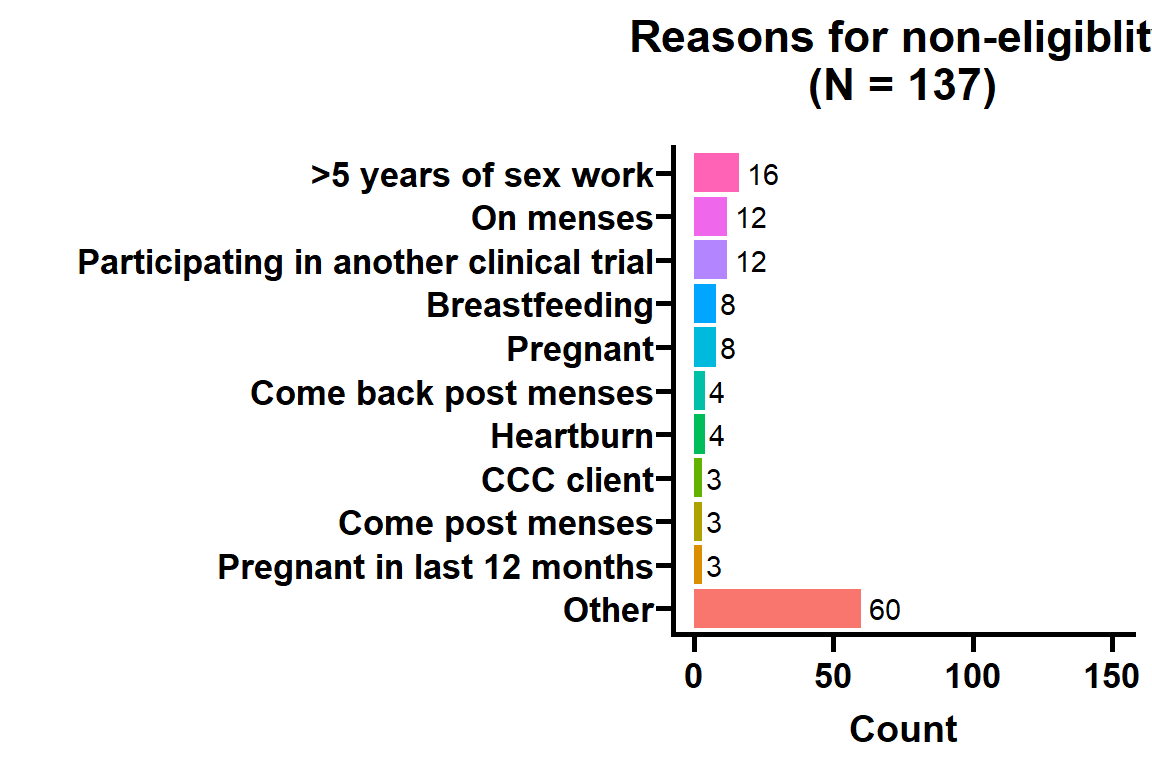 Reasons for non-eligiblit
(N = 137)
>5 years of sex work 16
On menses 12
Participating in another clinical trial 12
Breastfeeding 8
Pregnant 8
Come back post menses 4
Heartburn 4
CCC client 3
Come post menses 3
Pregnant in last 12 months 3
Other 60
0 50 100 150
Count